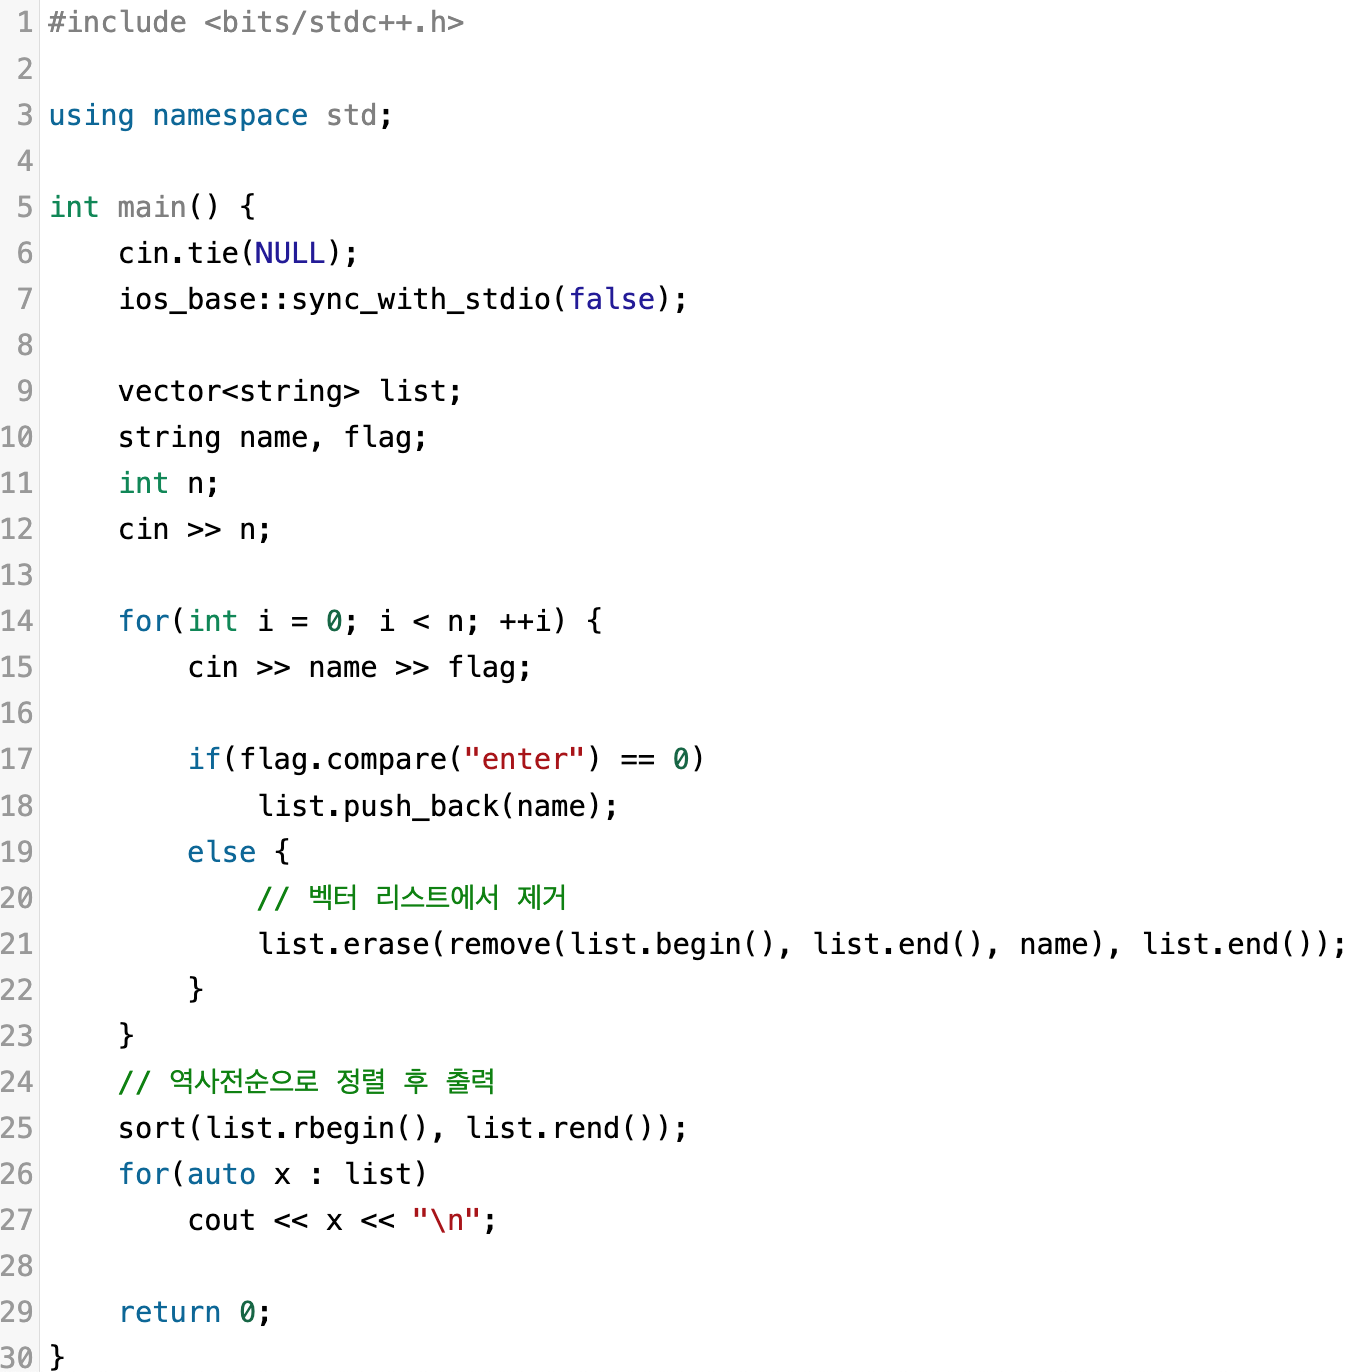 1 #include <bits/stdc++.h>
2
3 using namespace std;
4
5 int main() {
6     cin.tie(NULL);
7     ios_base::sync_with_stdio(false);
8
9     vector<string> list;
10     string name, flag;
11     int n;
12     cin >> n;
13
14     for(int i = 0; i < n; ++i) {
15         cin >> name >> flag;
16
17         if(flag.compare("enter") == 0)
18             list.push_back(name);
19         else {
20             // 벡터 리스트에서 제거
21             list.erase(remove(list.begin(), list.end(), name), list.end());
22         }
23     }
24     // 역사전순으로 정렬 후 출력
25     sort(list.rbegin(), list.rend());
26     for(auto x : list)
27         cout << x << "\n";
28
29     return 0;
30 }